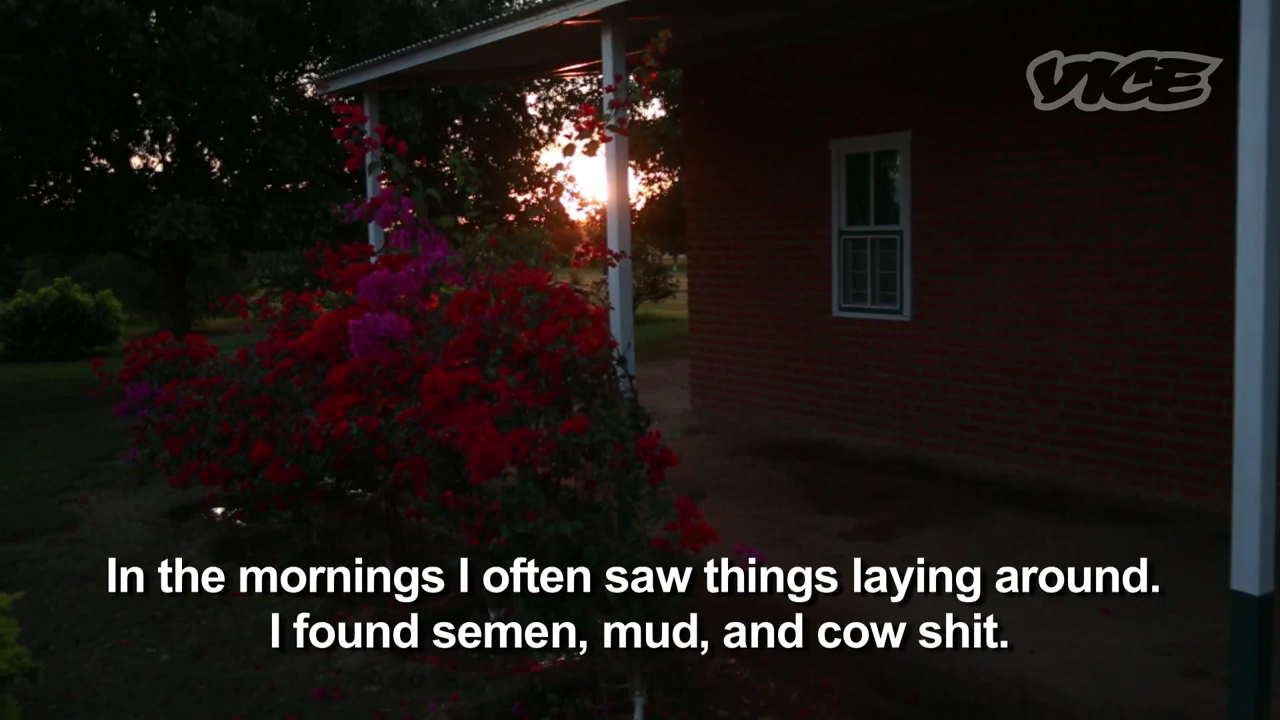 VICE
In the mornings I often saw things laying around.
I found semen, mud, and cow shit.